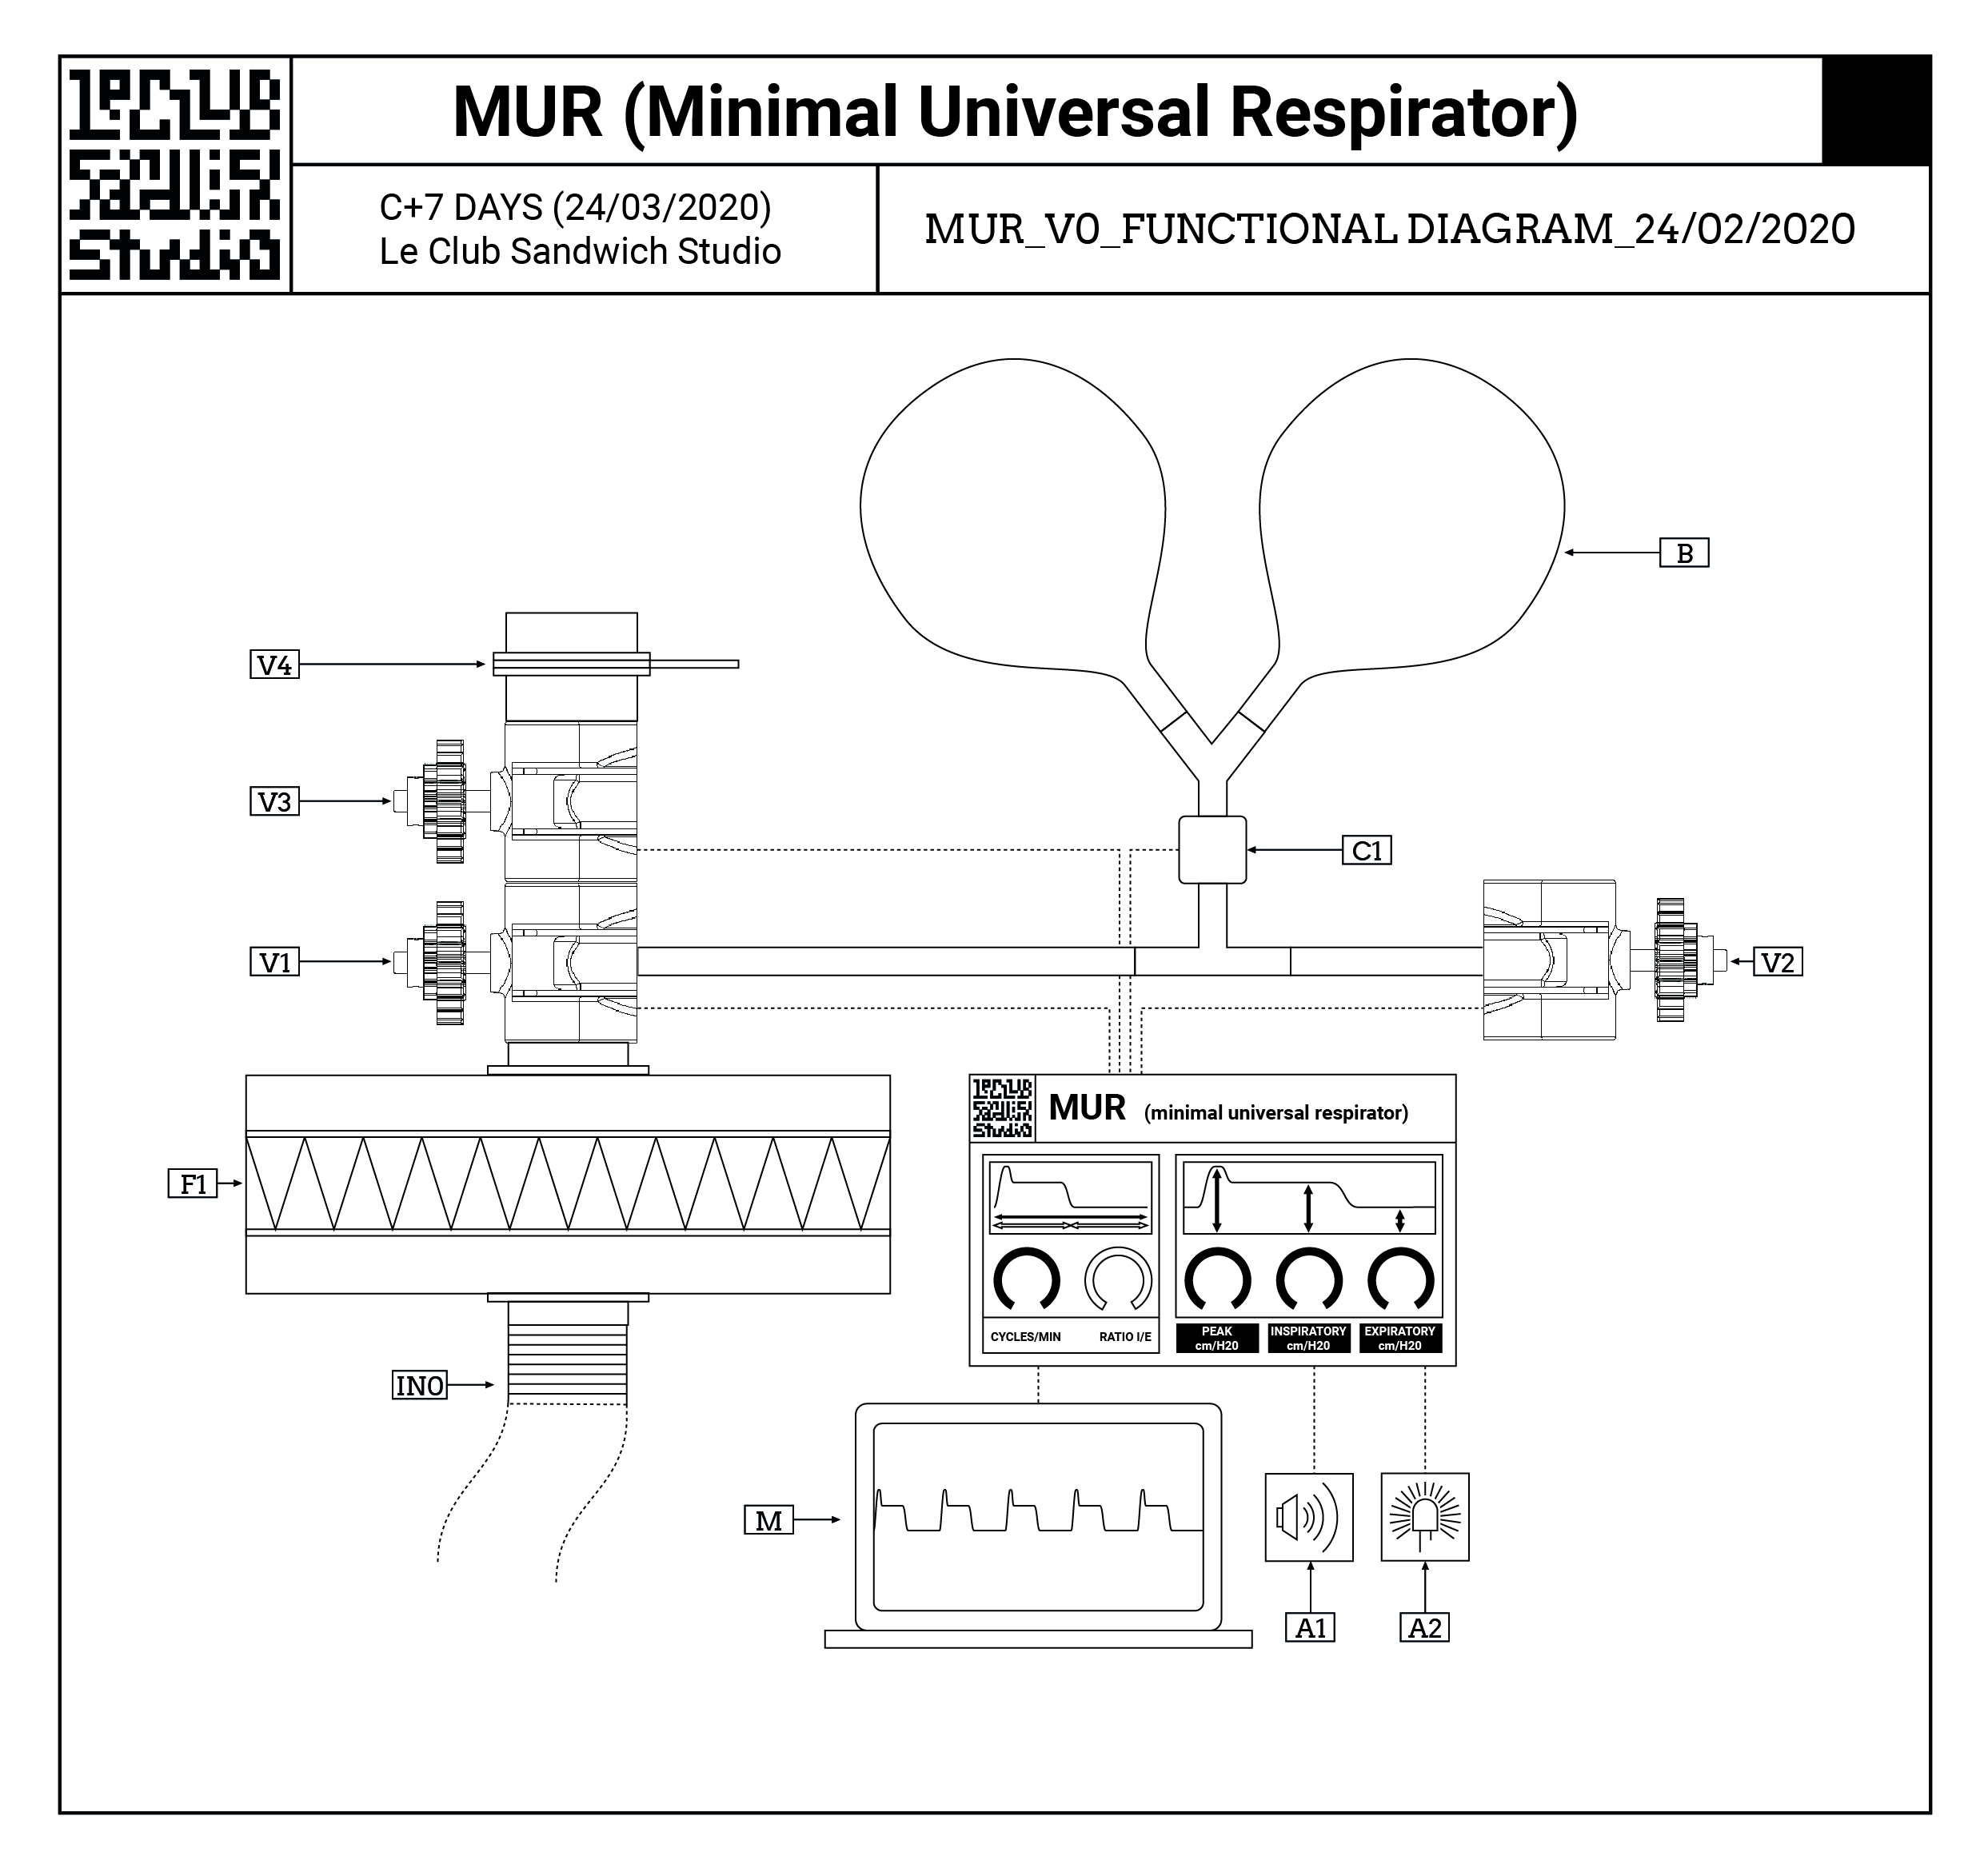 le club
sandwich
studio
MUR (Minimal Universal Respirator)
C+7 DAYS (24/03/2020)
Le Club Sandwich Studio
MUR_V0_FUNCTIONAL DIAGRAM_24/02/2020
B
V4
V3
C1
V1
V2
le club
sandwich
studio
MUR (minimal universal respirator)
F1
CYCLES/MIN
RATIO I/E
PEAK
cm/H20
INSPIRATORY
cm/H20
EXPIRATORY
cm/H20
IN0
M
A1
A2